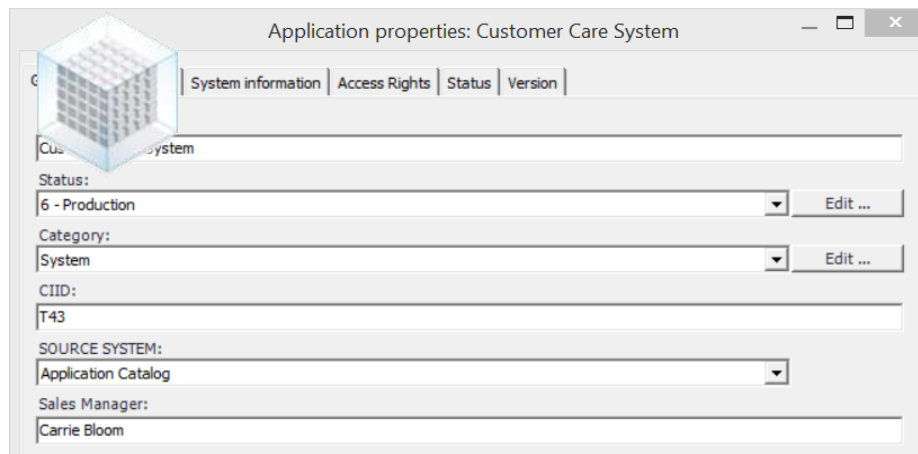 Application properties: Customer Care System
System information Access Rights Status Version
ystem
Status:
6 - Production Edit ...
Category:
System Edit ...
CIID:
T43
SOURCE SYSTEM:
Application Catalog
Sales Manager:
Carrie Bloom